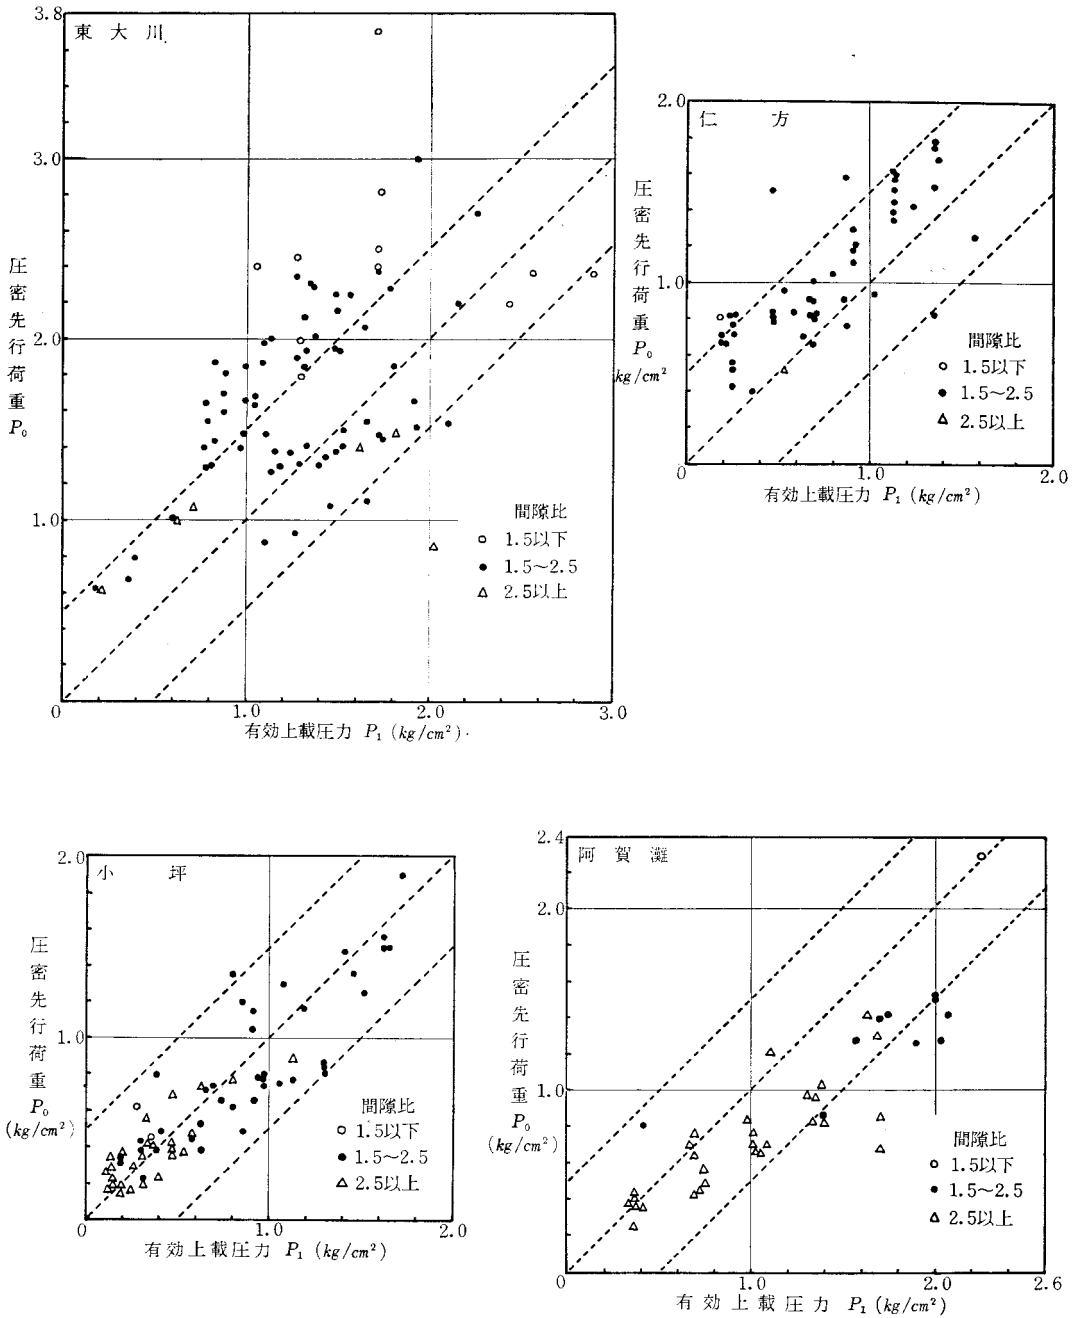 東大川
3.8
3.0
2.0
1.0
0
1.0
2.0
3.0
圧密先行荷重 P₀
有効上載圧力 P₁ (kg/cm²)
間隙比
○ 1.5以下
● 1.5～2.5
△ 2.5以上
仁方
2.0
1.0
0
1.0
2.0
圧密先行荷重 P₀
kg/cm²
有効上載圧力 P₁ (kg/cm²)
間隙比
○ 1.5以下
● 1.5～2.5
△ 2.5以上
小坪
2.0
1.0
0
1.0
2.0
圧密先行荷重 P₀
(kg/cm²)
有効上載圧力 P₁ (kg/cm²)
間隙比
○ 1.5以下
● 1.5～2.5
△ 2.5以上
阿賀灘
2.4
2.0
1.0
0
1.0
2.0
2.6
圧密先行荷重 P₀
(kg/cm²)
有効上載圧力 P₁ (kg/cm²)
間隙比
○ 1.5以下
● 1.5～2.5
△ 2.5以上